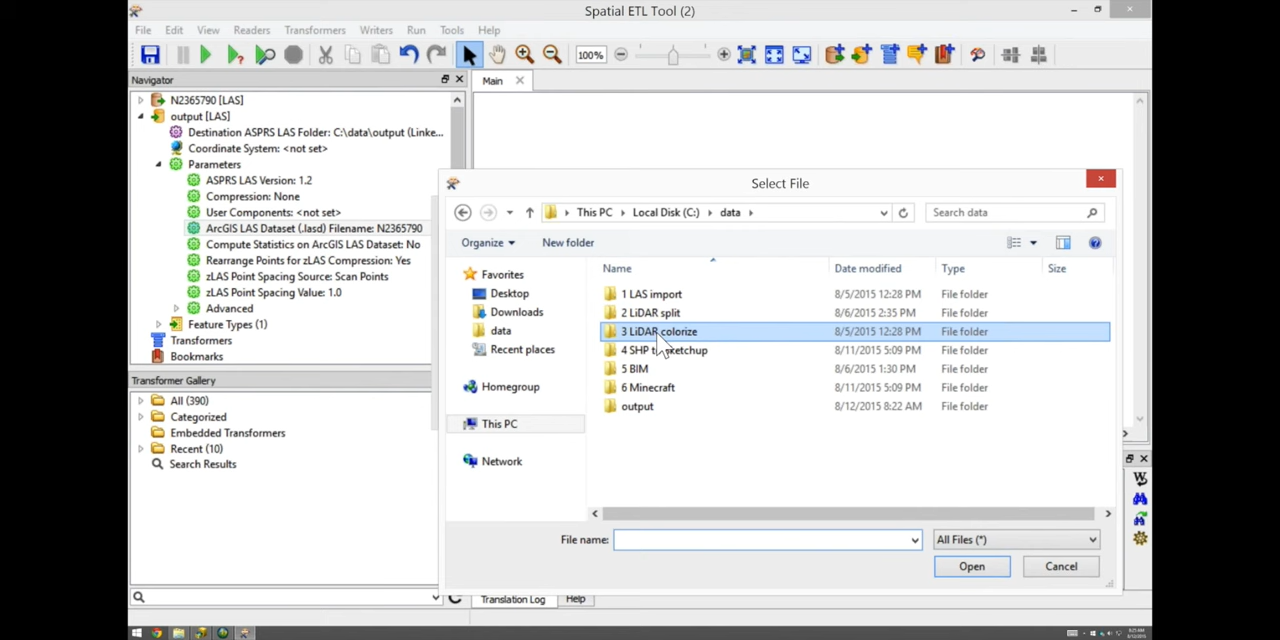 Spatial ETL Tool (2)
File Edit View Readers Transformers Writers Run Tools Help
100%
Navigator
Main
N2365790 [LAS]
output [LAS]
Destination ASPRS LAS Folder: C:\data\output (Linke...
Coordinate System: <not set>
Parameters
ASPRS LAS Version: 1.2
Compression: None
User Components: <not set>
ArcGIS LAS Dataset (.lasd) Filename: N2365790
Compute Statistics on ArcGIS LAS Dataset: No
Rearrange Points for zLAS Compression: Yes
zLAS Point Spacing Source: Scan Points
zLAS Point Spacing Value: 1.0
Advanced
Feature Types (1)
Transformers
Bookmarks
Transformer Gallery
All (390)
Categorized
Embedded Transformers
Recent (10)
Search Results
Select File
This PC Local Disk (C:) data
Search data
Organize New folder
Favorites
Desktop
Downloads
data
Recent places
Homegroup
This PC
Network
Name Date modified Type Size
1 LAS import 8/5/2015 12:28 PM File folder
2 LiDAR split 8/6/2015 2:35 PM File folder
3 LiDAR colorize 8/5/2015 12:28 PM File folder
4 SHP t ketchup 8/11/2015 5:09 PM File folder
5 BIM 8/6/2015 1:30 PM File folder
6 Minecraft 8/11/2015 5:09 PM File folder
output 8/12/2015 8:22 AM File folder
File name: All Files (*)
Open Cancel
Translation Log Help